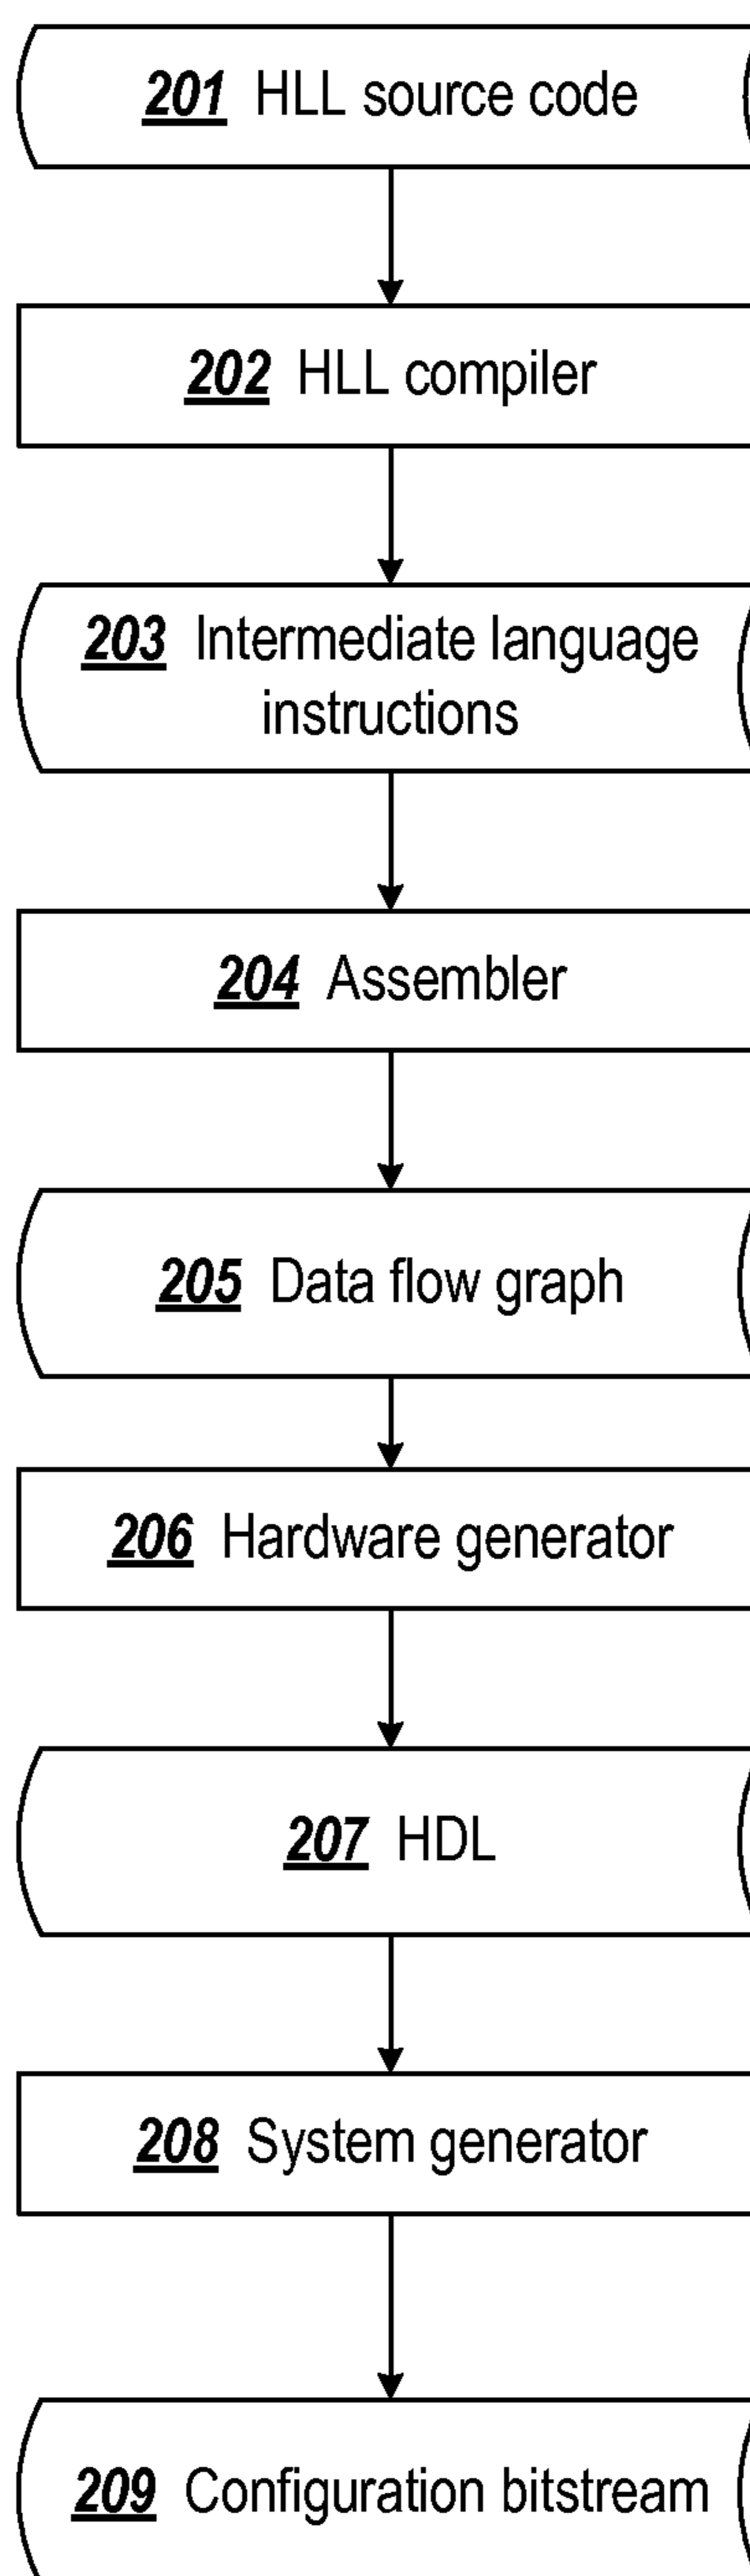 201 HLL source code
202 HLL compiler
203 Intermediate language
instructions
204 Assembler
205 Data flow graph
206 Hardware generator
207 HDL
208 System generator
209 Configuration bitstream